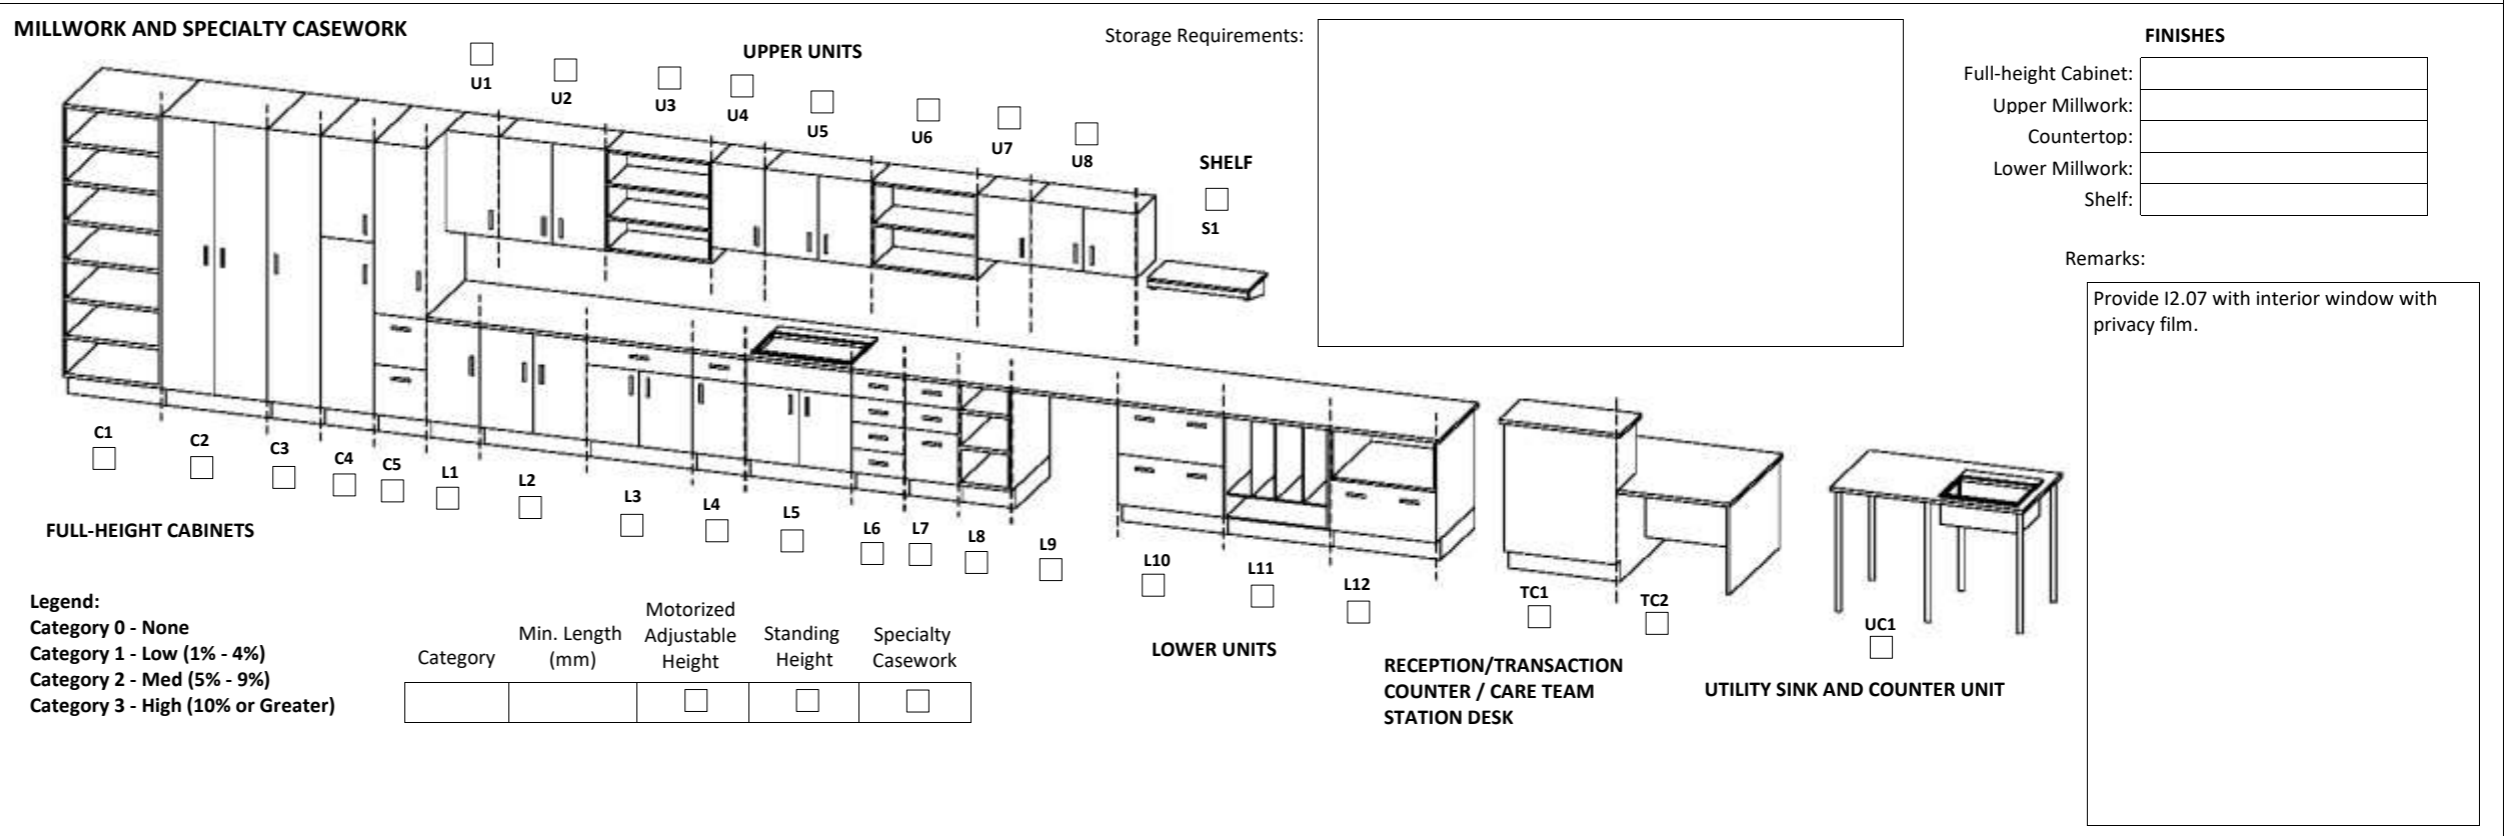 MILLWORK AND SPECIALTY CASEWORK
UPPER UNITS
U1
U2
U3
U4
U5
U6
U7
U8
SHELF
S1
Storage Requirements:
FINISHES
Full-height Cabinet:
Upper Millwork:
Countertop:
Lower Millwork:
Shelf:
Remarks:
Provide I2.07 with interior window with
privacy film.
C1
C2
C3
C4
C5
L1
L2
L3
L4
L5
L6
L7
L8
L9
L10
L11
L12
TC1
TC2
UC1
FULL-HEIGHT CABINETS
LOWER UNITS
RECEPTION/TRANSACTION
COUNTER / CARE TEAM
STATION DESK
UTILITY SINK AND COUNTER UNIT
Legend:
Category 0 - None
Category 1 - Low (1% - 4%)
Category 2 - Med (5% - 9%)
Category 3 - High (10% or Greater)
Category
Min. Length
(mm)
Motorized
Adjustable
Height
Standing
Height
Specialty
Casework